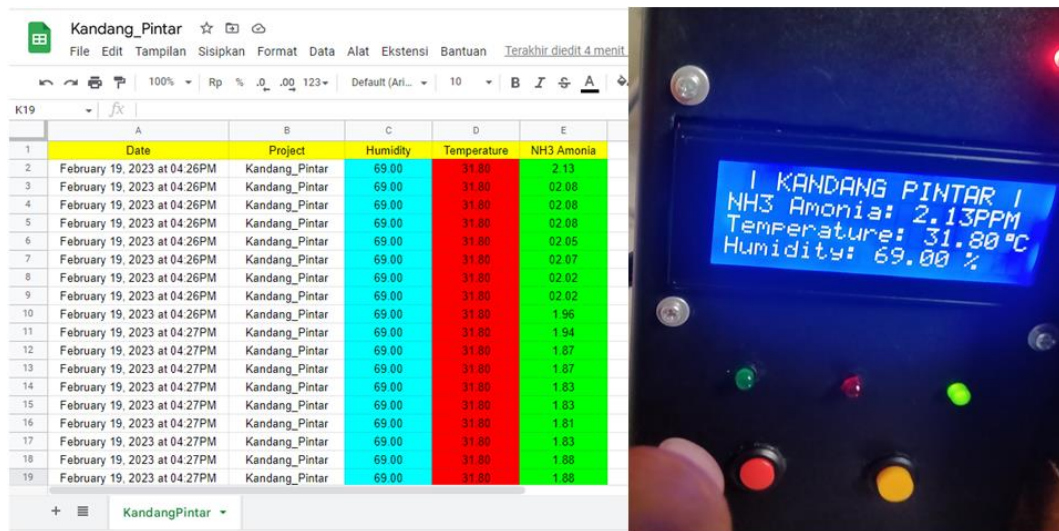 Kandang_Pintar
File Edit Tampilan Sisipkan Format Data Alat Ekstensi Bantuan Terakhir diedit 4 menit
100% Rp % .0 .00 123 Default (Ari... 10 B I S A
K19 fx
A B C D E
1 Date Project Humidity Temperature NH3 Amonia
2 February 19, 2023 at 04:26PM Kandang_Pintar 69.00 31.80 2.13
3 February 19, 2023 at 04:26PM Kandang_Pintar 69.00 31.80 02.08
4 February 19, 2023 at 04:26PM Kandang_Pintar 69.00 31.80 02.08
5 February 19, 2023 at 04:26PM Kandang_Pintar 69.00 31.80 02.08
6 February 19, 2023 at 04:26PM Kandang_Pintar 69.00 31.80 02.05
7 February 19, 2023 at 04:26PM Kandang_Pintar 69.00 31.80 02.07
8 February 19, 2023 at 04:26PM Kandang_Pintar 69.00 31.80 02.02
9 February 19, 2023 at 04:26PM Kandang_Pintar 69.00 31.80 02.02
10 February 19, 2023 at 04:26PM Kandang_Pintar 69.00 31.80 1.96
11 February 19, 2023 at 04:27PM Kandang_Pintar 69.00 31.80 1.94
12 February 19, 2023 at 04:27PM Kandang_Pintar 69.00 31.80 1.87
13 February 19, 2023 at 04:27PM Kandang_Pintar 69.00 31.80 1.87
14 February 19, 2023 at 04:27PM Kandang_Pintar 69.00 31.80 1.83
15 February 19, 2023 at 04:27PM Kandang_Pintar 69.00 31.80 1.83
16 February 19, 2023 at 04:27PM Kandang_Pintar 69.00 31.80 1.81
17 February 19, 2023 at 04:27PM Kandang_Pintar 69.00 31.80 1.83
18 February 19, 2023 at 04:27PM Kandang_Pintar 69.00 31.80 1.88
19 February 19, 2023 at 04:27PM Kandang_Pintar 69.00 31.80 1.88
KandangPintar
| KANDANG PINTAR |
NH3 Amonia: 2.13PPM
Temperature: 31.80°C
Humidity: 69.00 %